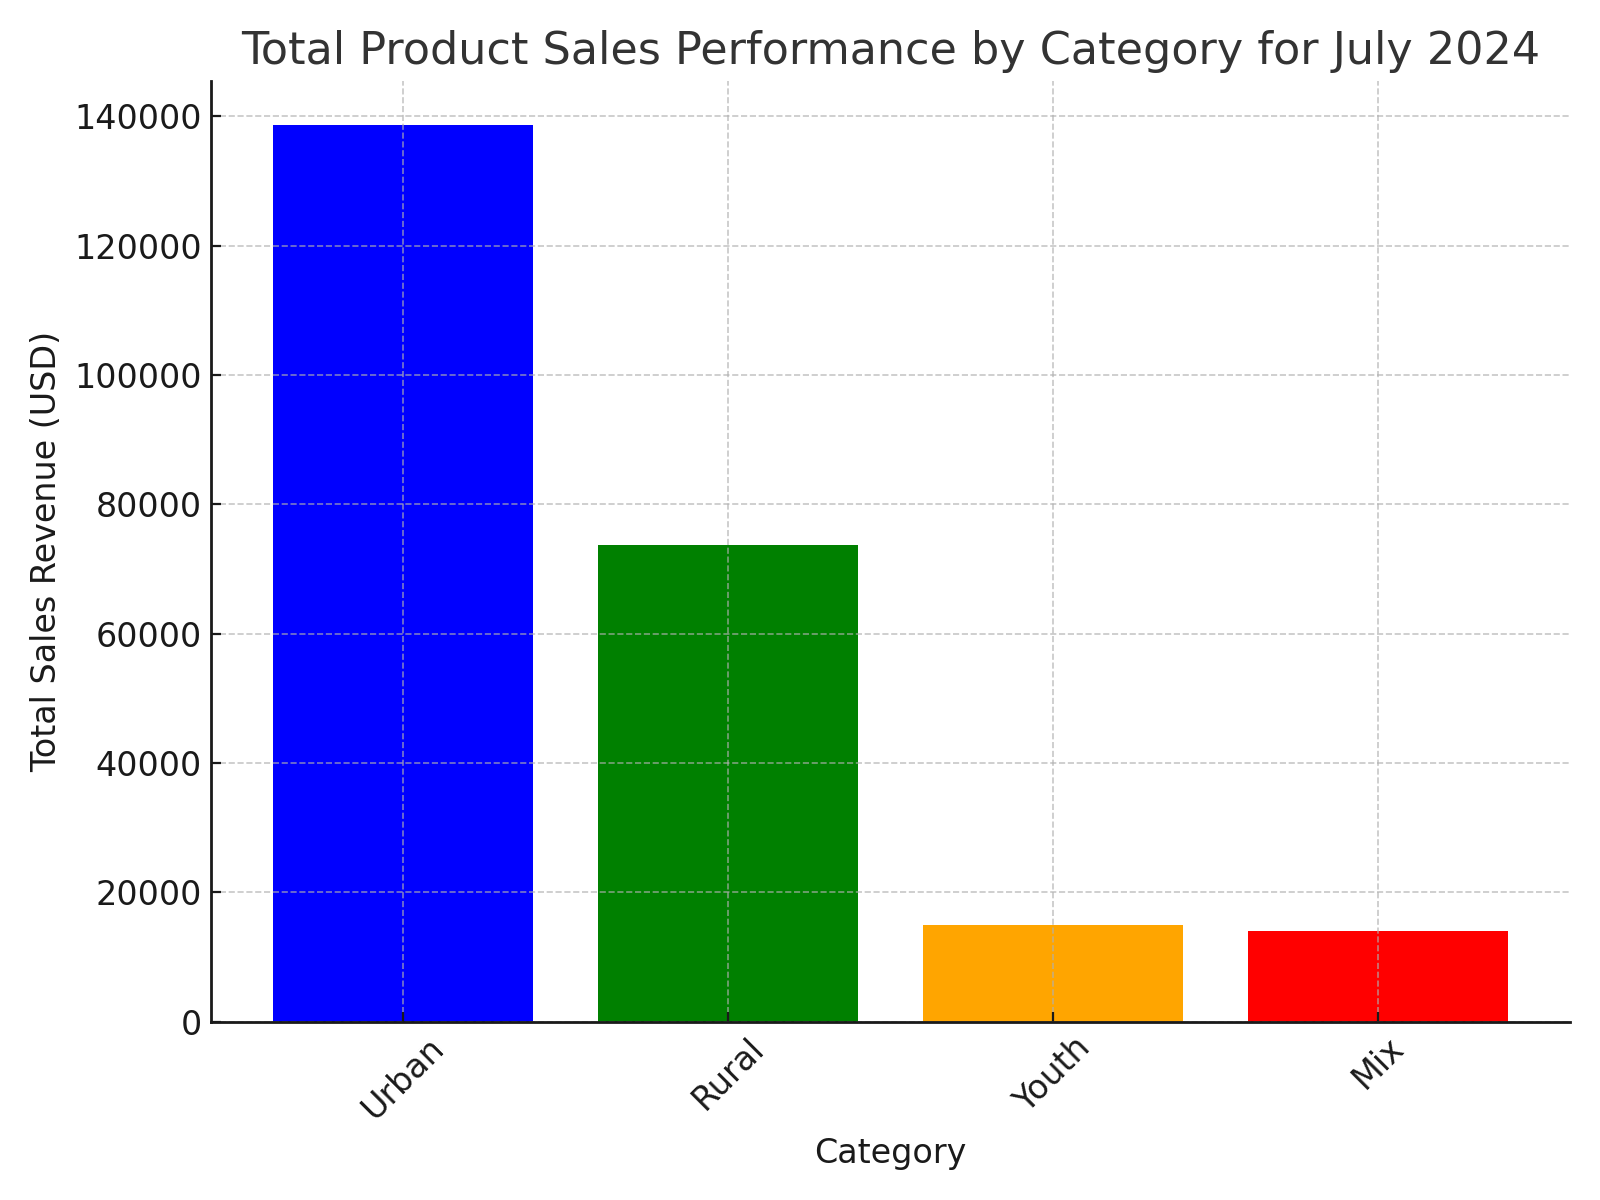 Total Product Sales Performance by Category for July 2024
Total Sales Revenue (USD)
140000
120000
100000
80000
60000
40000
20000
0
Urban
Rural
Youth
Mix
Category